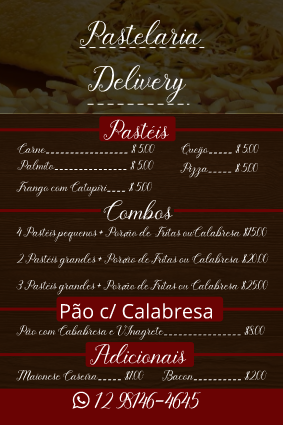 Pastelaria
Delivery
Pastéis
Carne $ 5,00 Queijo $ 5,00
Palmito $ 5,00 Pizza $ 5,00
Frango com Catupiry $ 5,00
Combos
4 Pastéis pequenos + Porção de Fritas ou Calabresa $15,00
2 Pastéis grandes + Porção de Fritas ou Calabresa $20,00
3 Pastéis grandes + Porção de Fritas ou Calabresa $25,00
Pão c/ Calabresa
Pão com Calabresa e Vinagrete $8,00
Adicionais
Maionese Caseira $1,00 Bacon $2,00
12 98146-4645